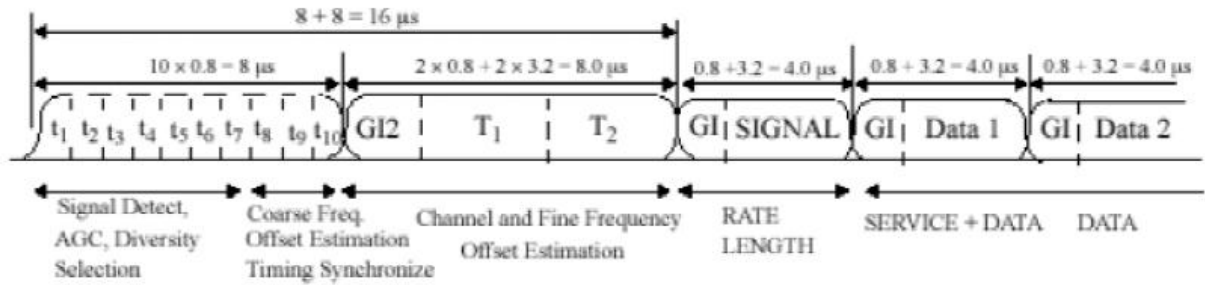 8 + 8 = 16 μs
10 x 0.8 = 8 μs
2 x 0.8 + 2 x 3.2 = 8.0 μs
0.8 + 3.2 = 4.0 μs
0.8 + 3.2 = 4.0 μs
0.8 + 3.2 = 4.0 μs
t1 t2 t3 t4 t5 t6 t7 t8 t9 t10 GI2 T1 T2 GI SIGNAL GI Data 1 GI Data 2
Signal Detect,
AGC, Diversity
Selection
Coarse Freq.
Offset Estimation
Timing Synchronize
Channel and Fine Frequency
Offset Estimation
RATE
LENGTH
SERVICE + DATA
DATA